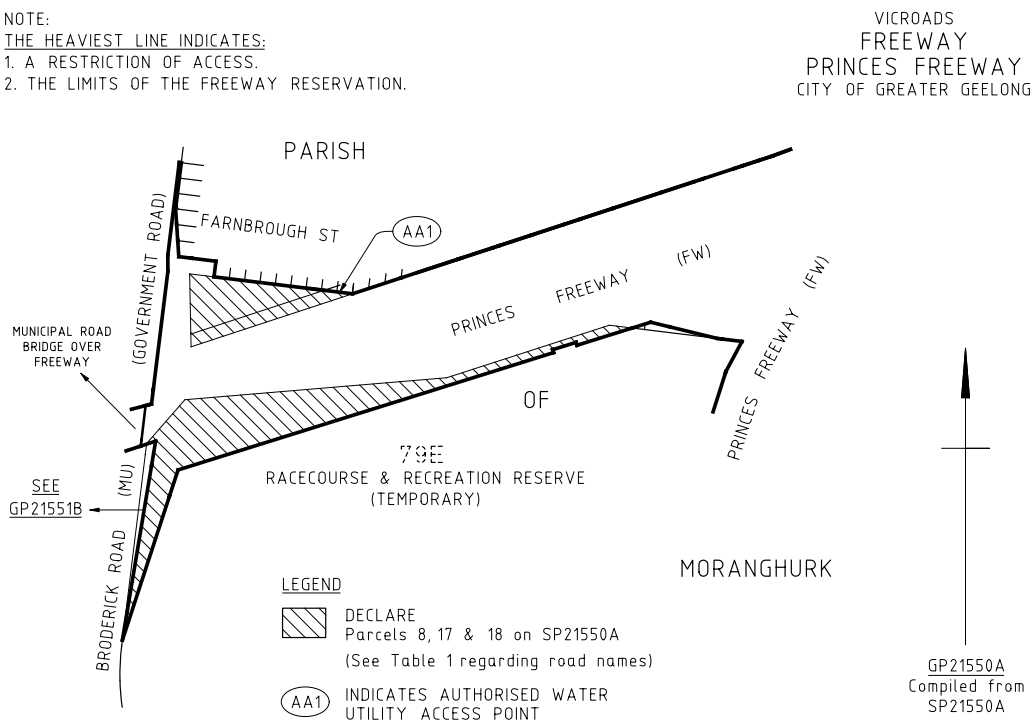 NOTE:
THE HEAVIEST LINE INDICATES:
1. A RESTRICTION OF ACCESS.
2. THE LIMITS OF THE FREEWAY RESERVATION.
VICROADS
FREEWAY
PRINCES FREEWAY
CITY OF GREATER GEELONG
PARISH
(GOVERNMENT ROAD)
FARNBROUGH ST
AA1
PRINCES FREEWAY (FW)
PRINCES FREEWAY (FW)
MUNICIPAL ROAD
BRIDGE OVER
FREEWAY
OF
79E
RACECOURSE & RECREATION RESERVE
(TEMPORARY)
SEE
GP21551B
BRODERICK ROAD (MU)
MORANGHURK
LEGEND
DECLARE
Parcels 8, 17 & 18 on SP21550A
(See Table 1 regarding road names)
AA1
INDICATES AUTHORISED WATER
UTILITY ACCESS POINT
GP21550A
Compiled from
SP21550A